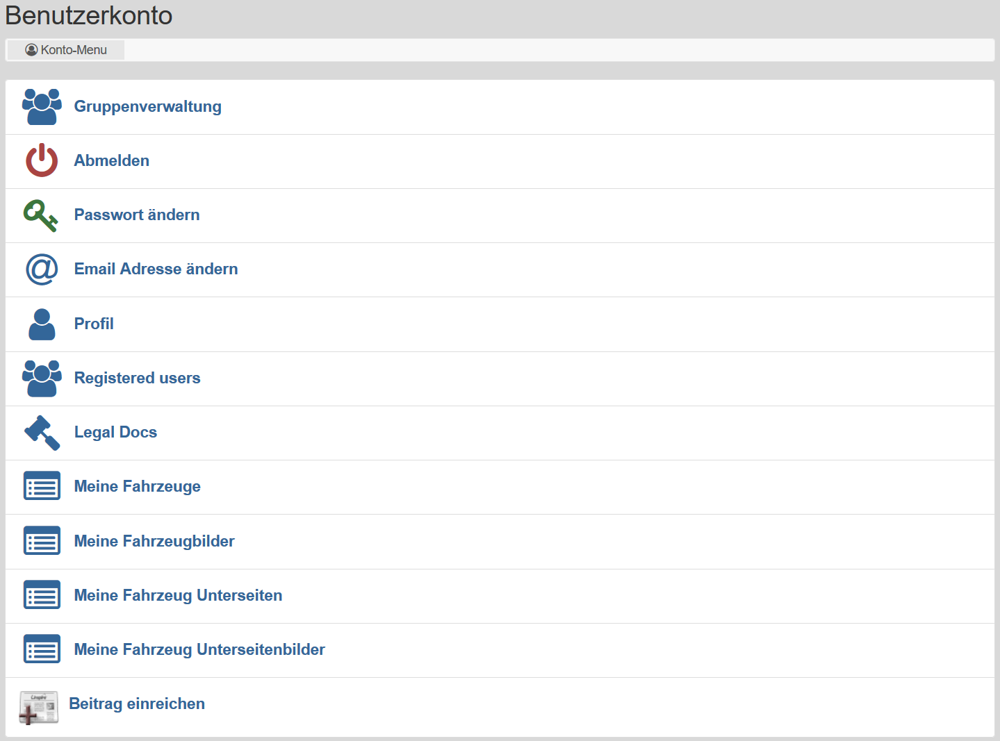 Benutzerkonto
Konto-Menu
Gruppenverwaltung
Abmelden
Passwort ändern
Email Adresse ändern
Profil
Registered users
Legal Docs
Meine Fahrzeuge
Meine Fahrzeugbilder
Meine Fahrzeug Unterseiten
Meine Fahrzeug Unterseitenbilder
Beitrag einreichen